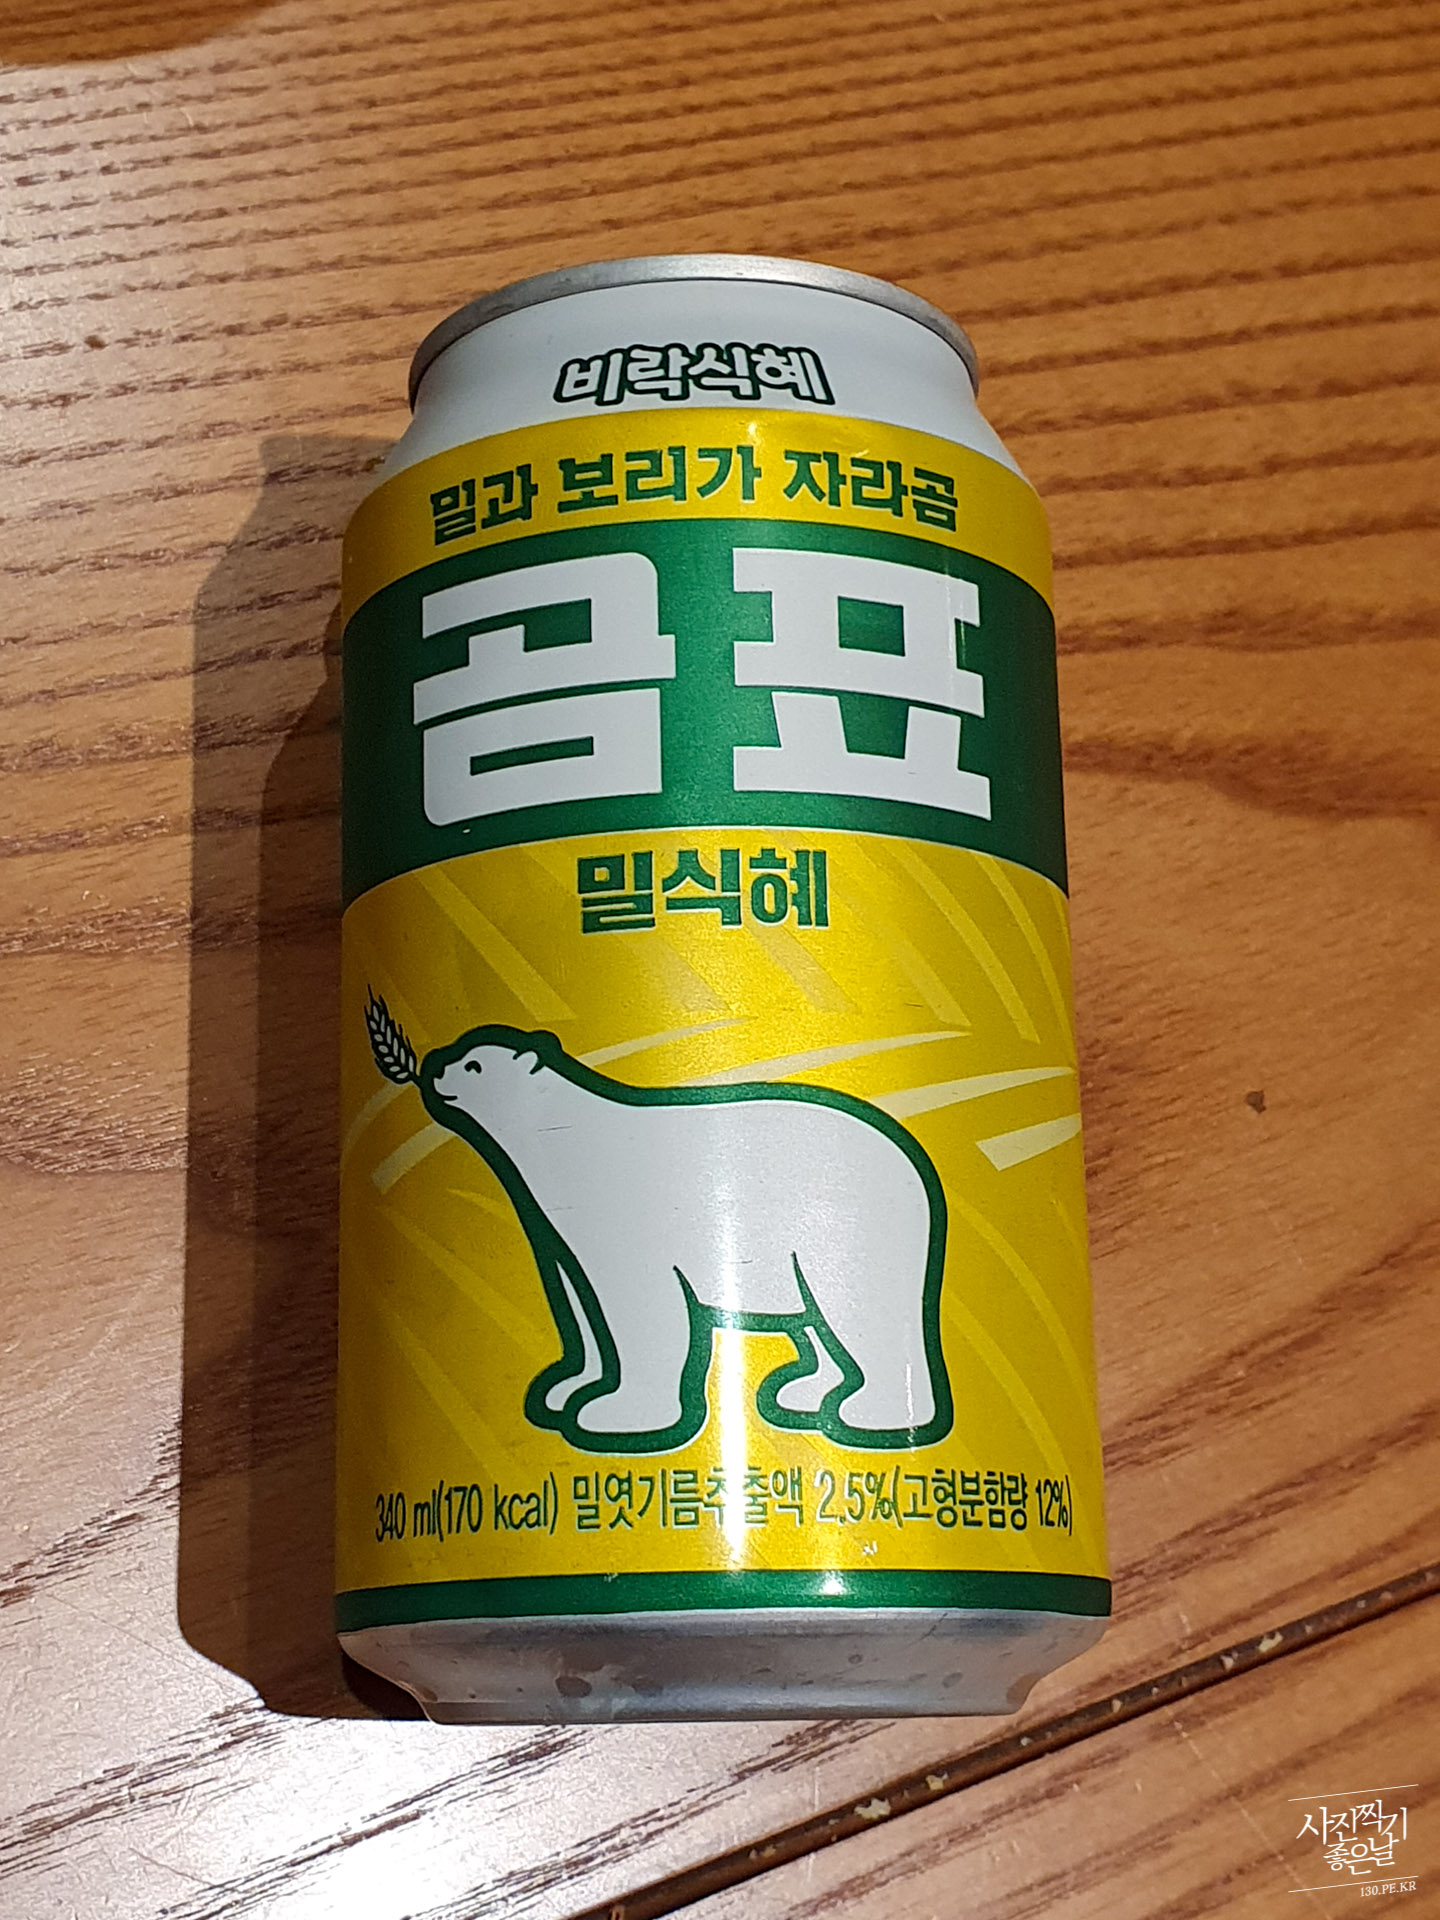 비락식혜
밀과 보리가 자라곰
곰표
밀식혜
340 ml(170 kcal) 밀엿기름추출액 2.5%(고형분함량 12%)
사진찍기
좋은날
130.PE.KR